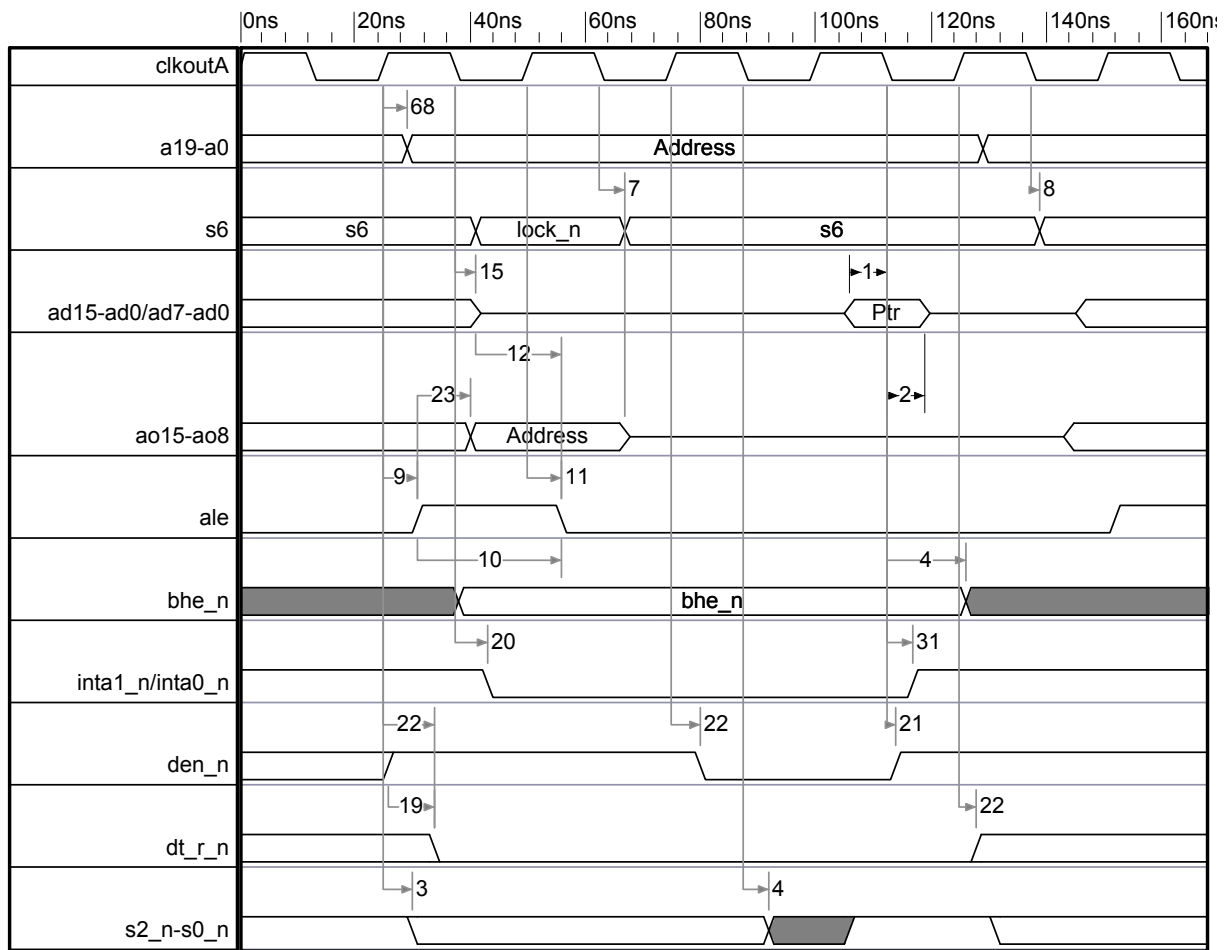 0ns 20ns 40ns 60ns 80ns 100ns 120ns 140ns 160ns
clkoutA
68
a19-a0 Address
7 8
s6 s6 lock_n s6
15 1
ad15-ad0/ad7-ad0 Ptr
12
23 2
ao15-ao8 Address
9 11
ale
10 4
bhe_n bhe_n
20 31
inta1_n/inta0_n
22 22 21
den_n
19 22
dt_r_n
3 4
s2_n-s0_n